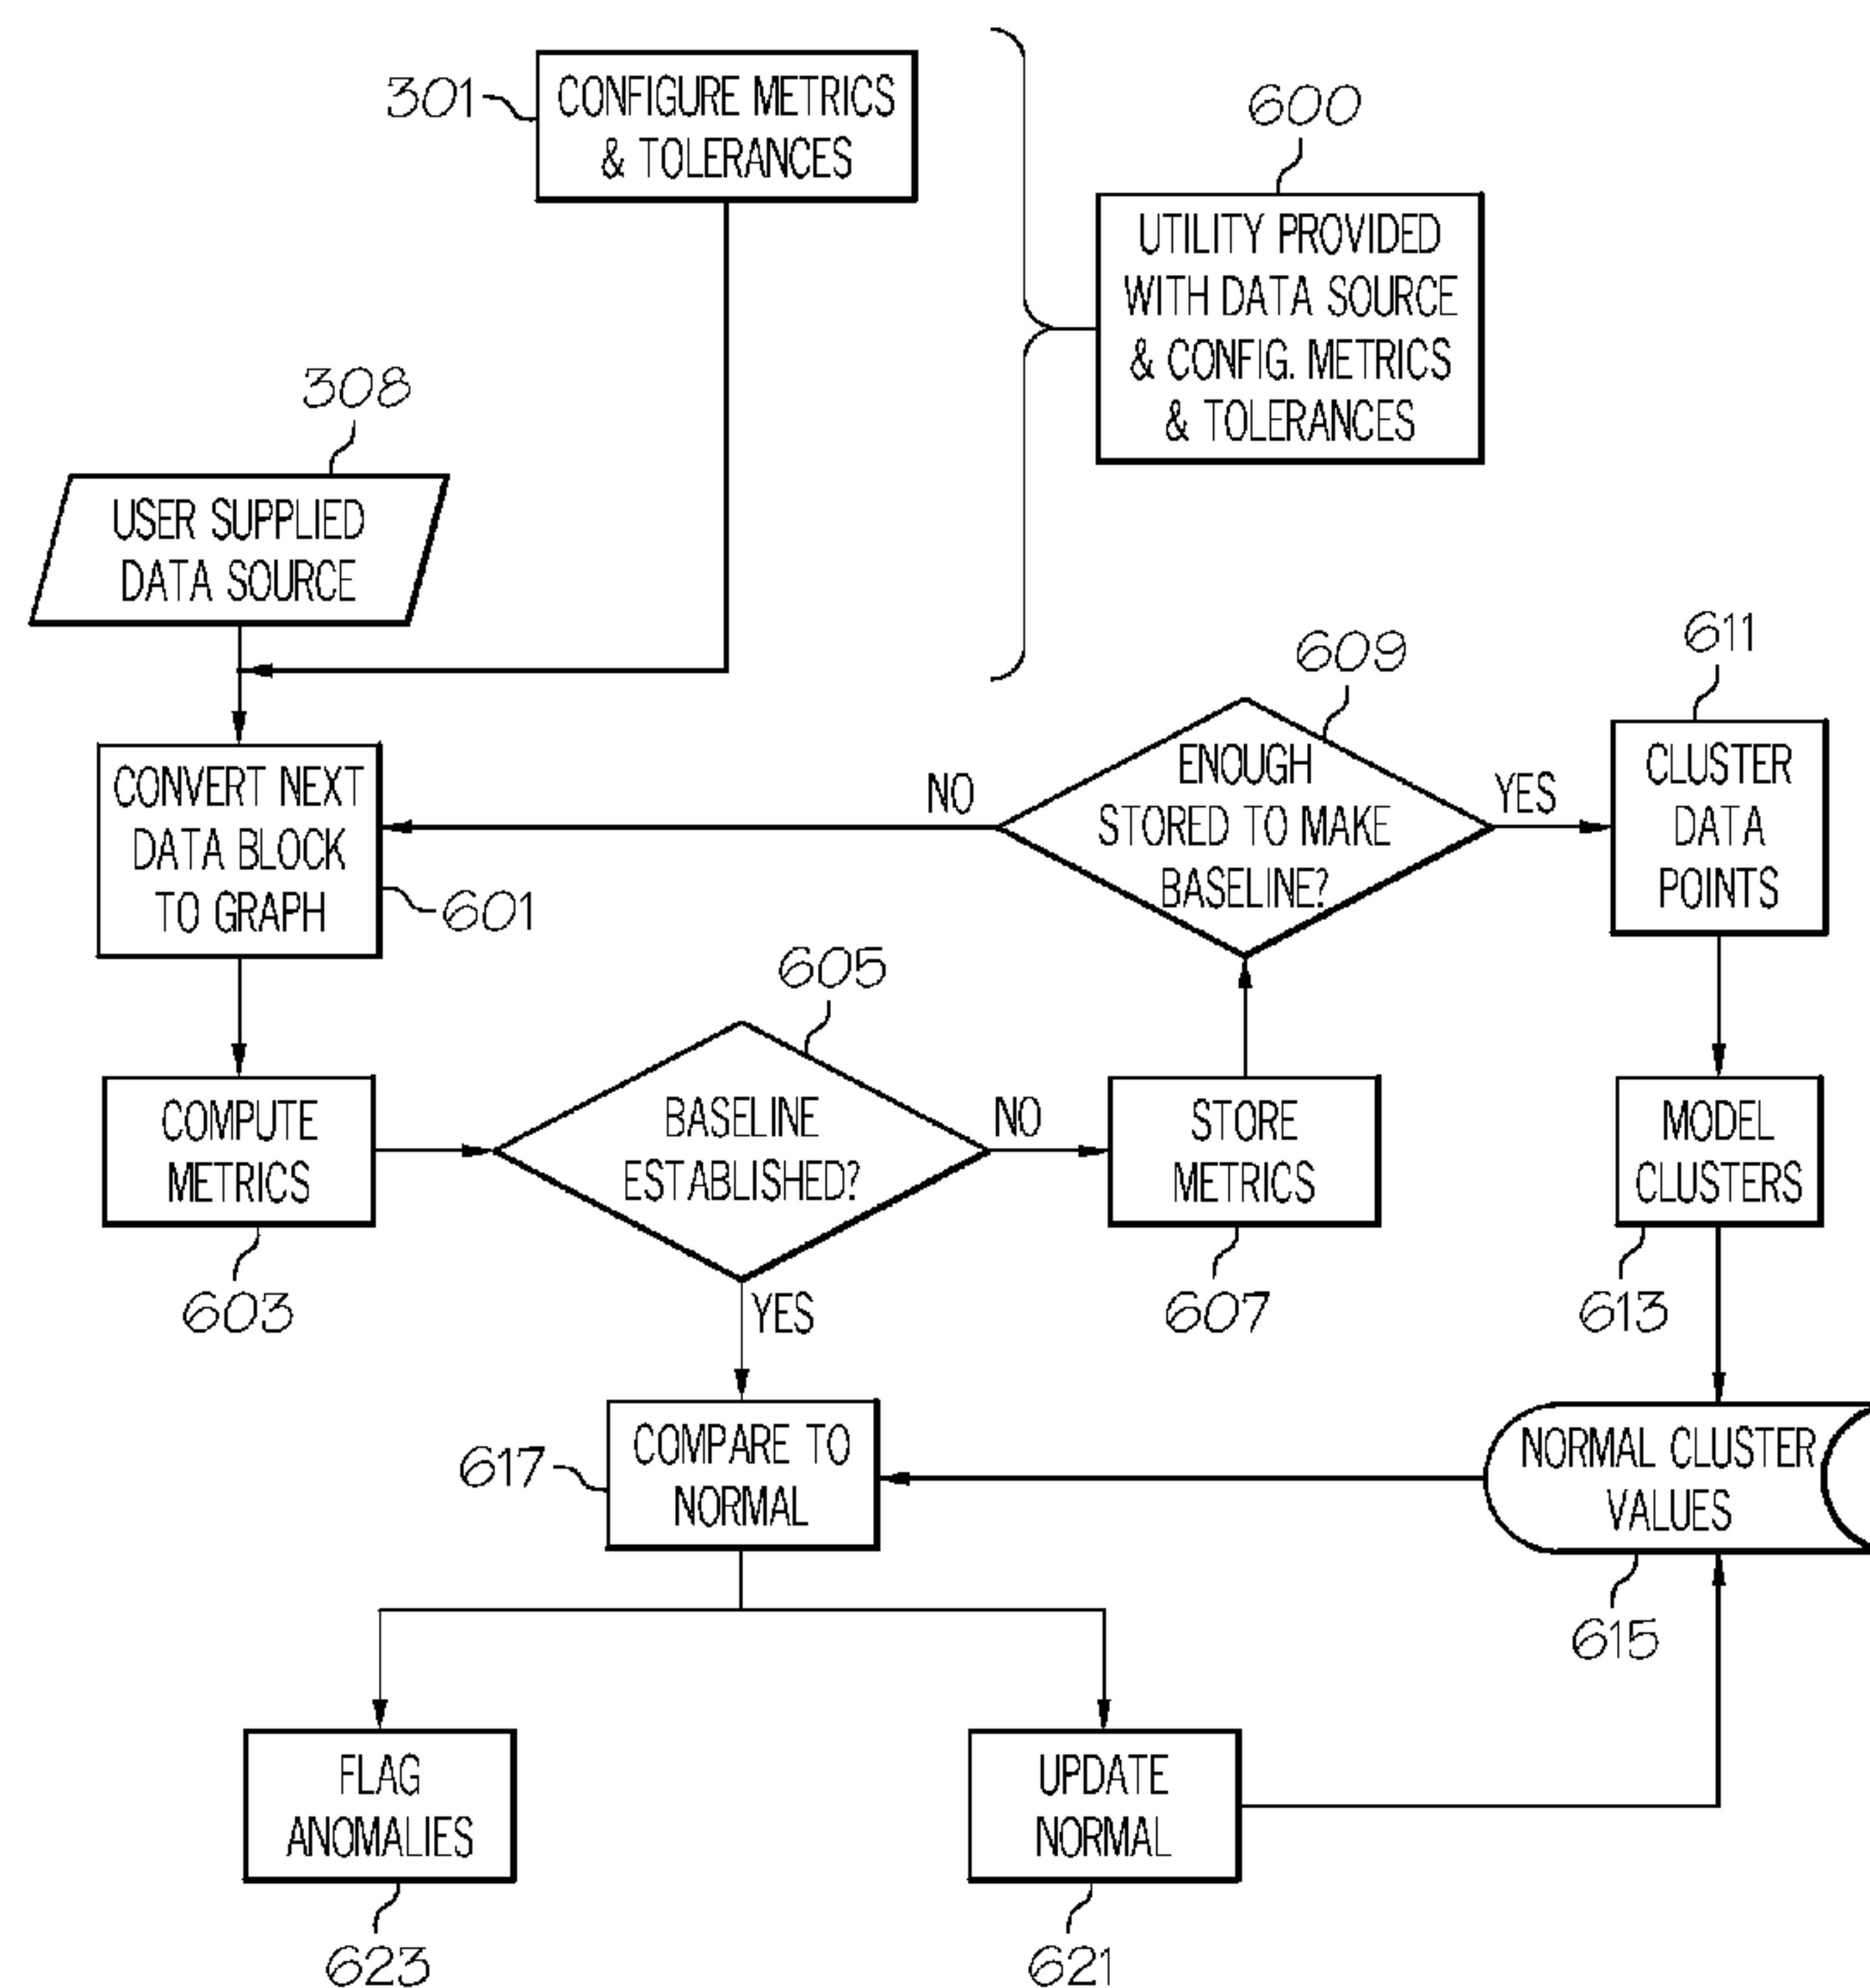 301
CONFIGURE METRICS
& TOLERANCES
600
UTILITY PROVIDED
WITH DATA SOURCE
& CONFIG. METRICS
& TOLERANCES
308
USER SUPPLIED
DATA SOURCE
CONVERT NEXT
DATA BLOCK
TO GRAPH
601
NO
609
ENOUGH
STORED TO MAKE
BASELINE?
YES
611
CLUSTER
DATA
POINTS
COMPUTE
METRICS
603
605
BASELINE
ESTABLISHED?
NO
YES
STORE
METRICS
607
MODEL
CLUSTERS
613
617
COMPARE TO
NORMAL
NORMAL CLUSTER
VALUES
615
FLAG
ANOMALIES
623
UPDATE
NORMAL
621